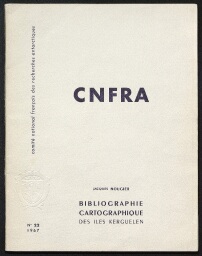 comité national français des recherches antarctiques
CNFRA
JACQUES NOUGIER
BIBLIOGRAPHIE
CARTOGRAPHIQUE
DES ILES KERGUELEN
N° 22
1967